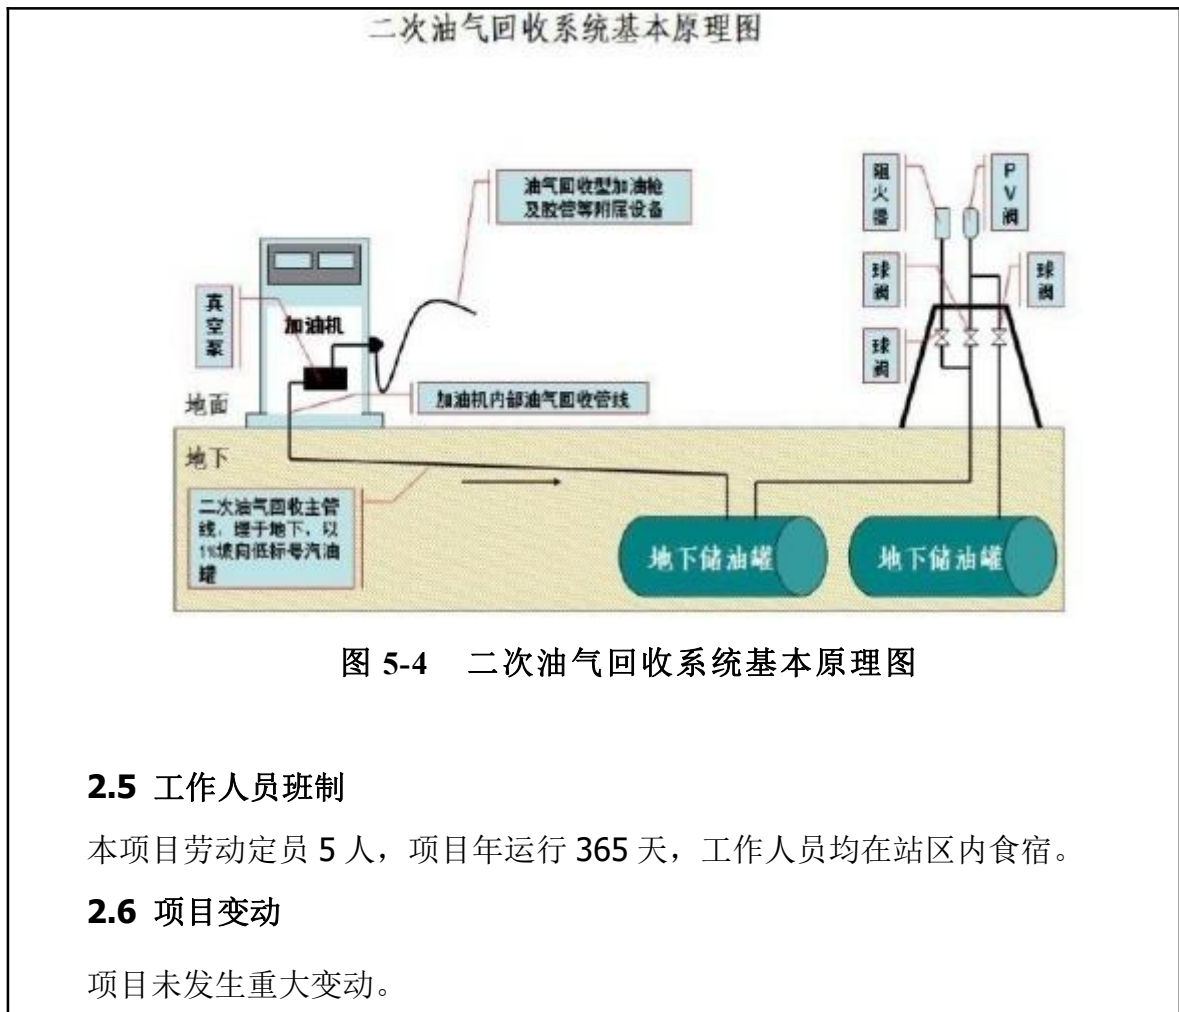 二次油气回收系统基本原理图
油气回收型加油枪
及胶管等附属设备
阻火器
PV阀
球阀
球阀
球阀
真空泵
加油机
加油机内部油气回收管线
地面
地下
二次油气回收主管
线，埋于地下，以
1%坡向低标号汽油
罐
地下储油罐
地下储油罐
图 5-4 二次油气回收系统基本原理图
2.5 工作人员班制
本项目劳动定员 5 人，项目年运行 365 天，工作人员均在站区内食宿。
2.6 项目变动
项目未发生重大变动。